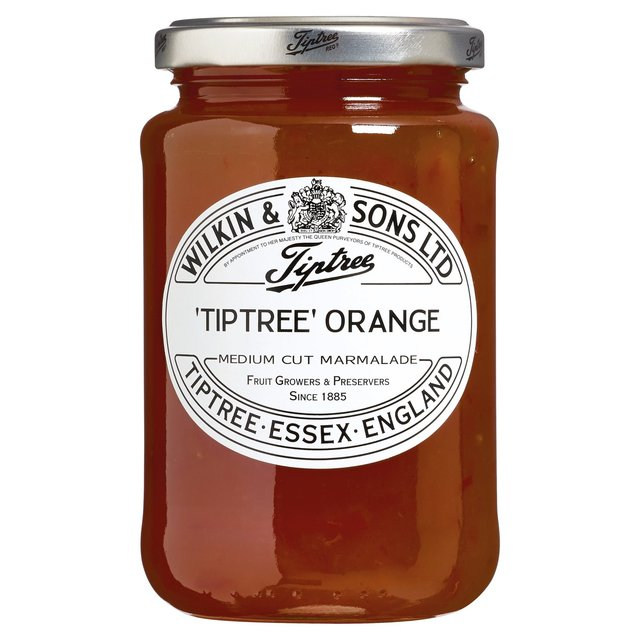 Tiptree
REG'D
WILKIN & SONS LTD
BY APPOINTMENT TO HER MAJESTY THE QUEEN PURVEYORS OF TIPTREE PRODUCTS
Tiptree
'TIPTREE' ORANGE
MEDIUM CUT MARMALADE
FRUIT GROWERS & PRESERVERS
SINCE 1885
TIPTREE · ESSEX · ENGLAND